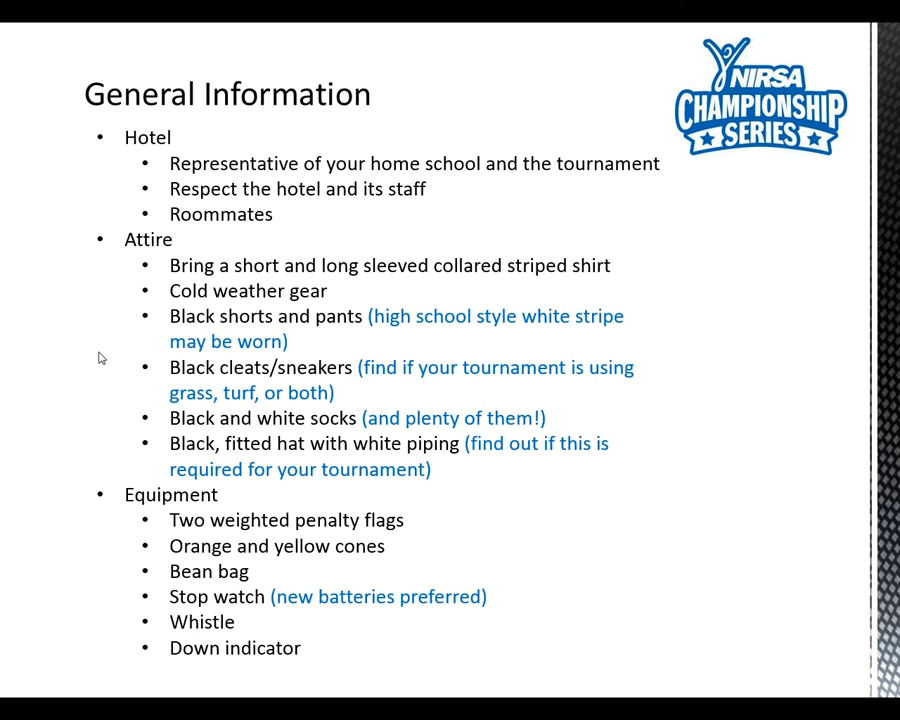 NIRSA
CHAMPIONSHIP
SERIES
General Information
• Hotel
• Representative of your home school and the tournament
• Respect the hotel and its staff
• Roommates
• Attire
• Bring a short and long sleeved collared striped shirt
• Cold weather gear
• Black shorts and pants (high school style white stripe
may be worn)
• Black cleats/sneakers (find if your tournament is using
grass, turf, or both)
• Black and white socks (and plenty of them!)
• Black, fitted hat with white piping (find out if this is
required for your tournament)
• Equipment
• Two weighted penalty flags
• Orange and yellow cones
• Bean bag
• Stop watch (new batteries preferred)
• Whistle
• Down indicator